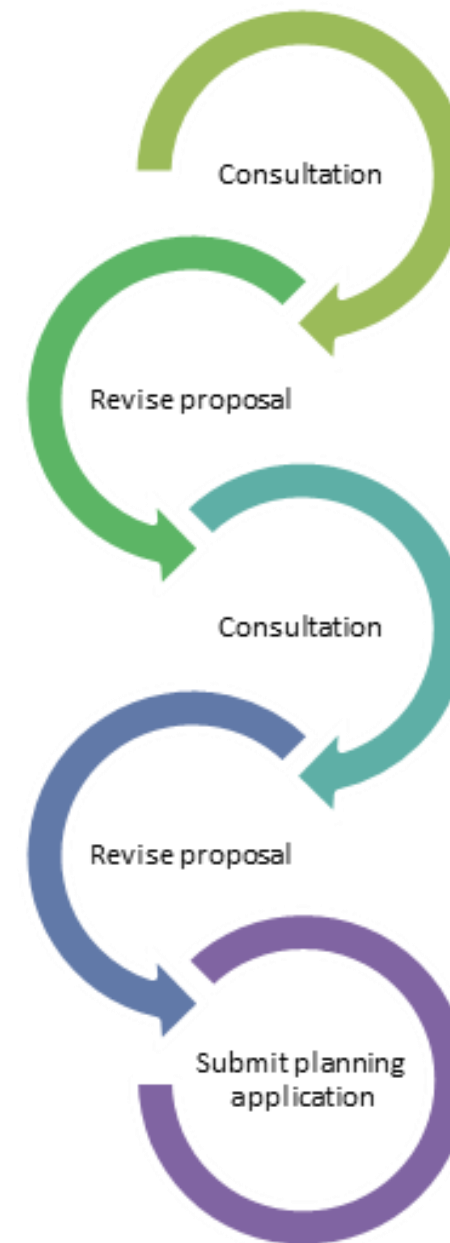 Consultation
Revise proposal
Consultation
Revise proposal
Submit planning
application